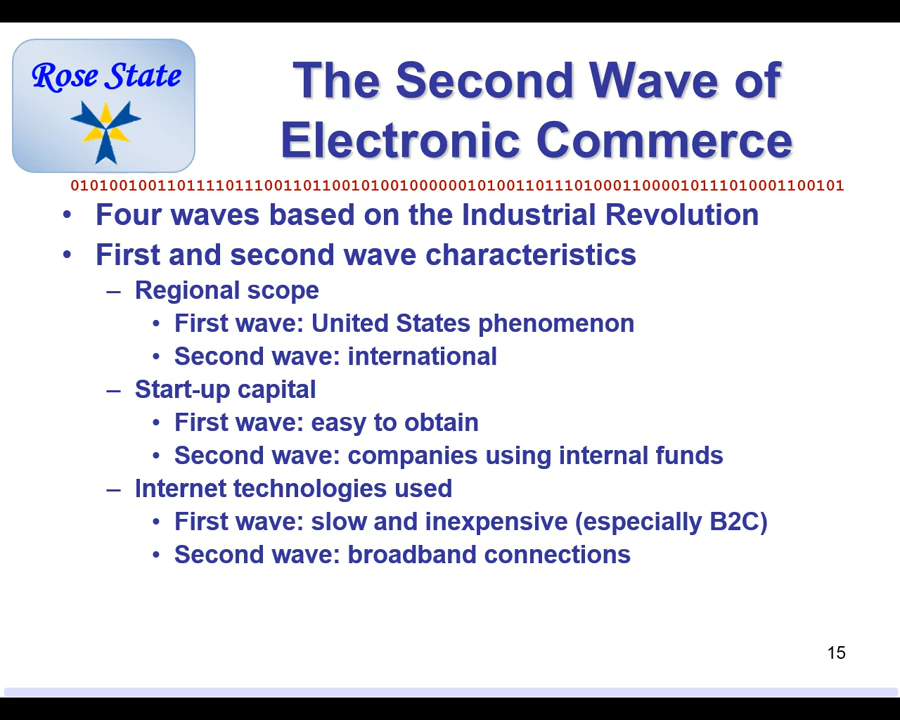 Rose State
The Second Wave of
Electronic Commerce
01010010011011110111001101100101001000000101001101110100011000010111010001100101
• Four waves based on the Industrial Revolution
• First and second wave characteristics
– Regional scope
• First wave: United States phenomenon
• Second wave: international
– Start-up capital
• First wave: easy to obtain
• Second wave: companies using internal funds
– Internet technologies used
• First wave: slow and inexpensive (especially B2C)
• Second wave: broadband connections
15